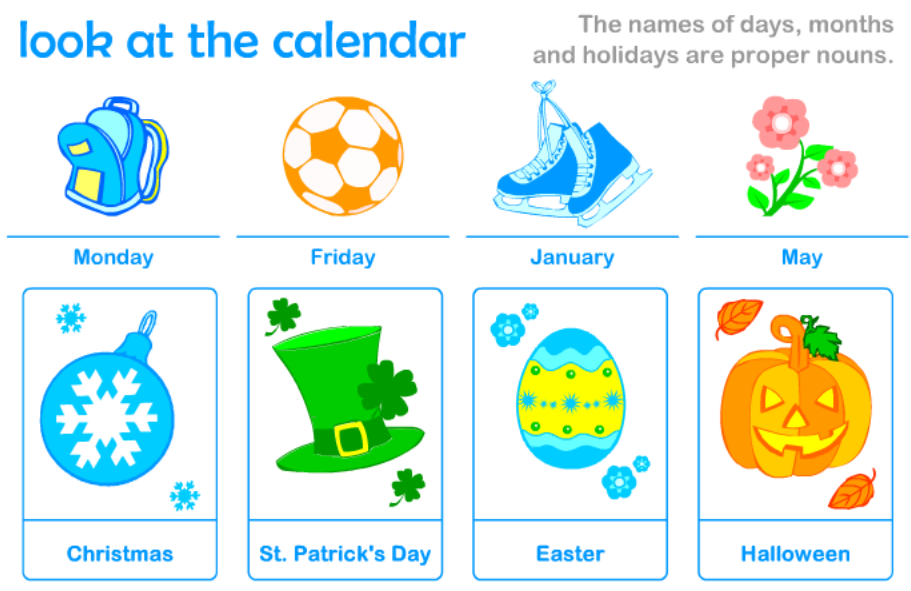 look at the calendar
The names of days, months
and holidays are proper nouns.
Monday
Friday
January
May
Christmas
St. Patrick's Day
Easter
Halloween